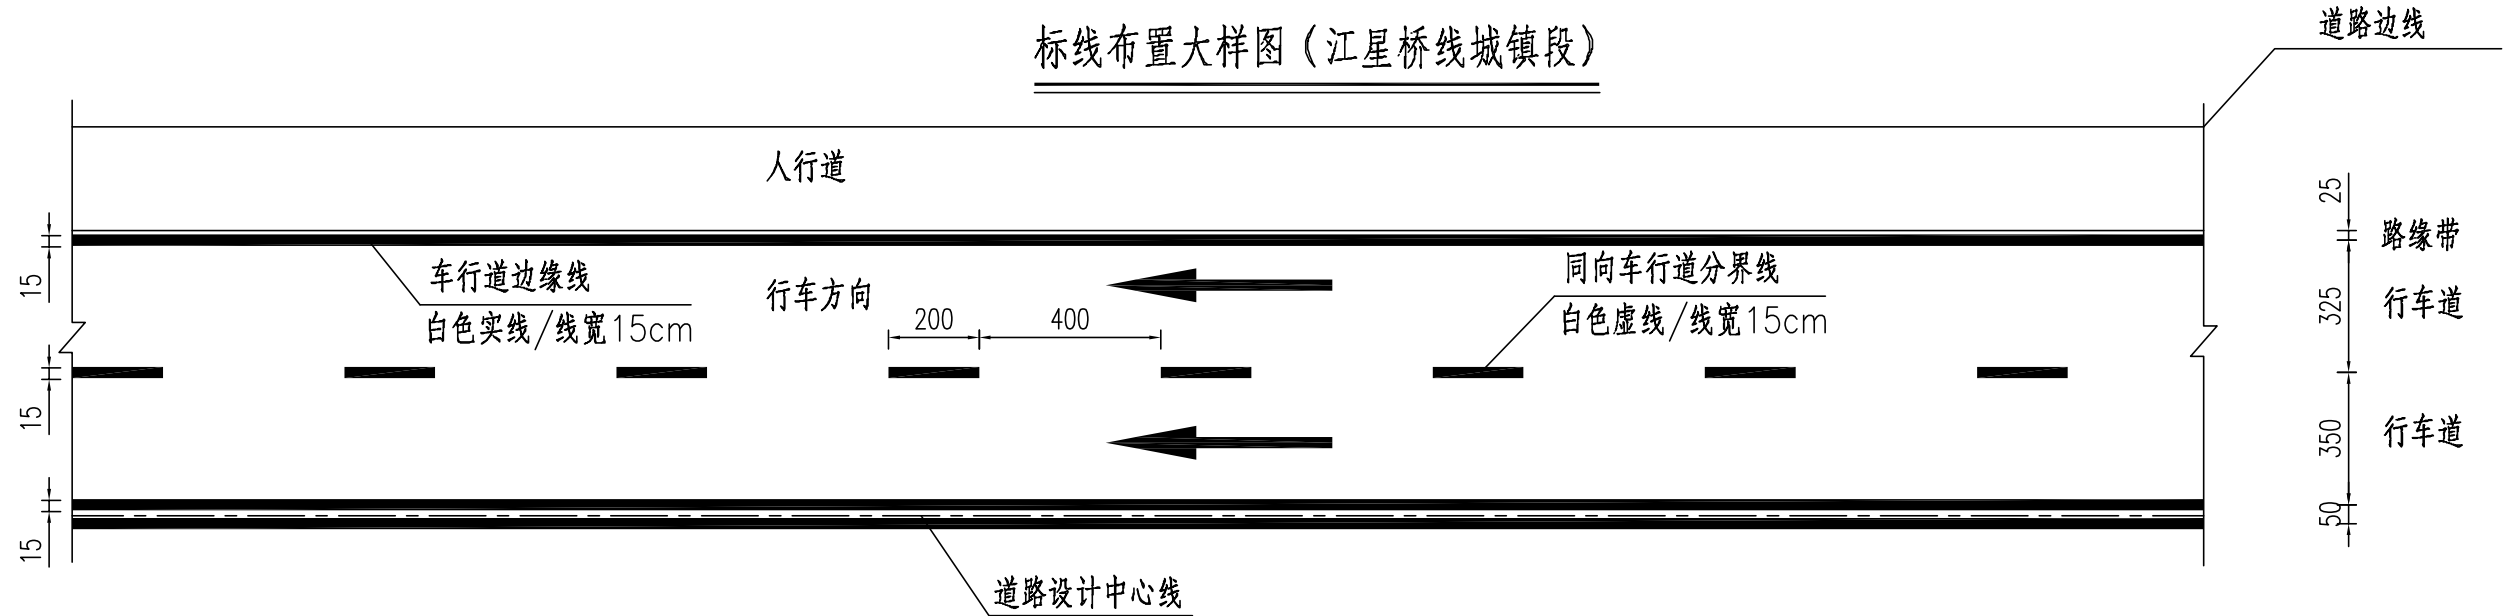 标线布置大样图(江星桥线城镇段)
道路边线
人行道
25
路缘带
15
车行道边缘线
白色实线/线宽15cm
行车方向
同向车行道分界线
白色虚线/线宽15cm
200
400
325
行车道
15
350
行车道
50
15
道路设计中心线